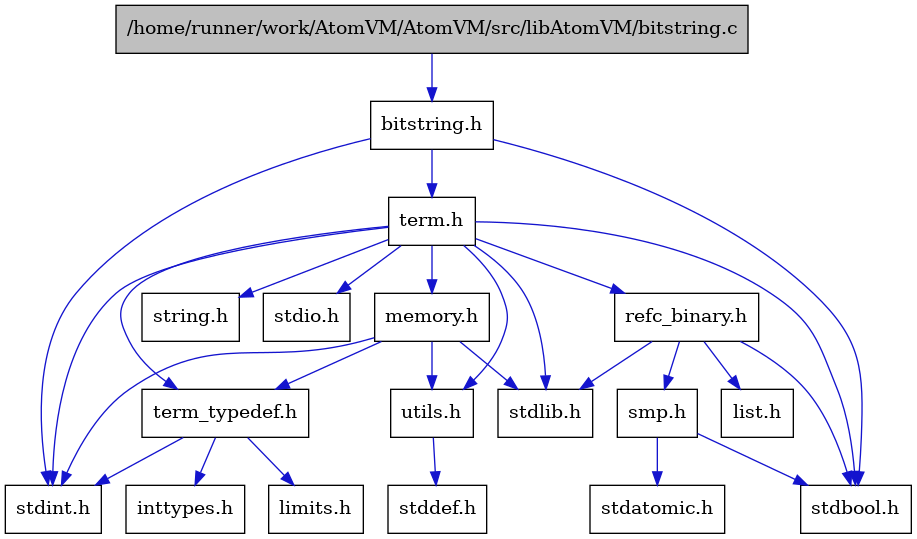 /home/runner/work/AtomVM/AtomVM/src/libAtomVM/bitstring.c
bitstring.h
term.h
string.h
stdio.h
memory.h
refc_binary.h
term_typedef.h
utils.h
stdlib.h
smp.h
list.h
stdint.h
inttypes.h
limits.h
stddef.h
stdatomic.h
stdbool.h